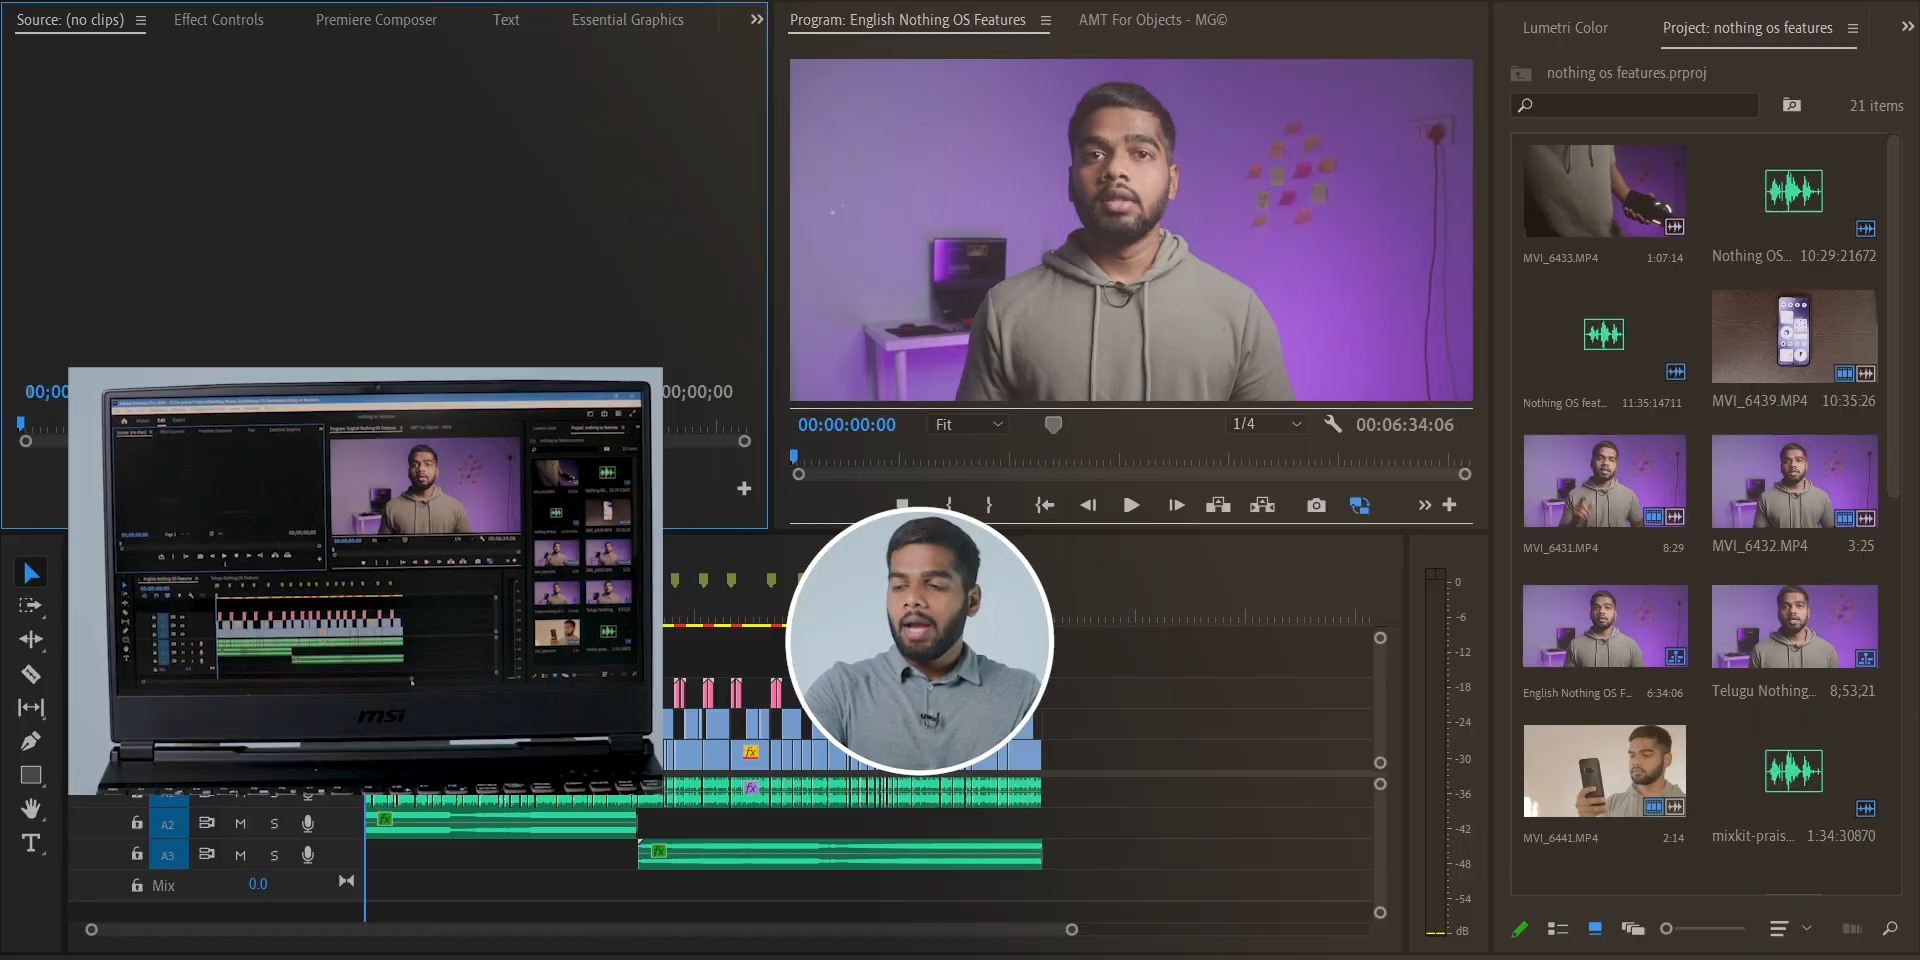 Source: (no clips)
Effect Controls
Premiere Composer
Text
Essential Graphics
Program: English Nothing OS Features
AMT For Objects - MG©
Lumetri Color
Project: nothing os features
nothing os features.prproj
21 items
MVI_6433.MP4 1:07:14
Nothing OS... 10:29:21672
Nothing OS feat... 11:35:14711
MVI_6439.MP4 10:35:26
MVI_6431.MP4 8:29
MVI_6432.MP4 3:25
English Nothing OS F... 6:34:06
Telugu Nothing... 8;53;21
MVI_6441.MP4 2:14
mixkit-prais... 1:34:30870
00:00:00:00
Fit
1/4
00:06:34:06
msi
fx
fx
A2 M S
fx
A3 M S
fx
Mix 0.0
0
-6
-12
-18
-24
-30
-36
-42
-48
-54
dB